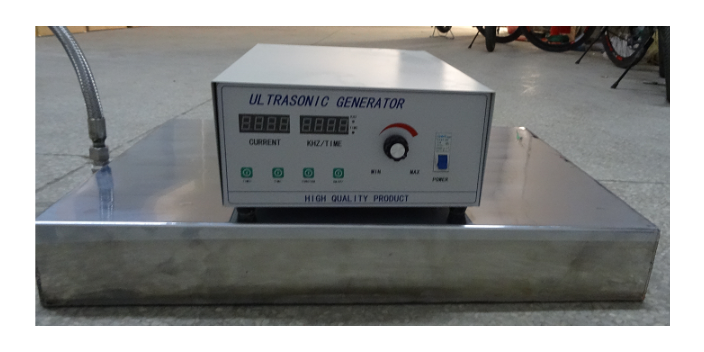 ULTRASONIC GENERATOR
CURRENT
KHZ/TIME
MIN
MAX
POWER
HIGH QUALITY PRODUCT